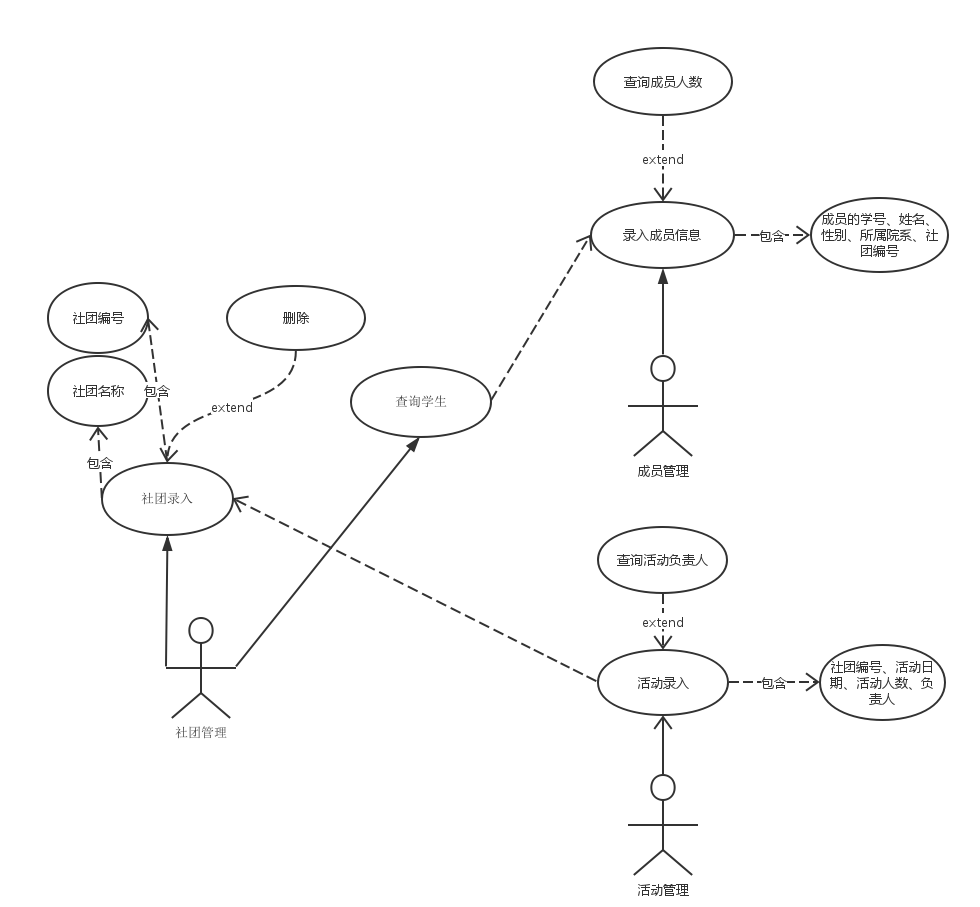 查询成员人数
extend
录入成员信息
包含
成员的学号、姓名、
性别、所属院系、社
团编号
社团编号
删除
社团名称
包含
extend
查询学生
包含
社团录入
成员管理
查询活动负责人
extend
活动录入
包含
社团编号、活动日
期、活动人数、负
责人
社团管理
活动管理